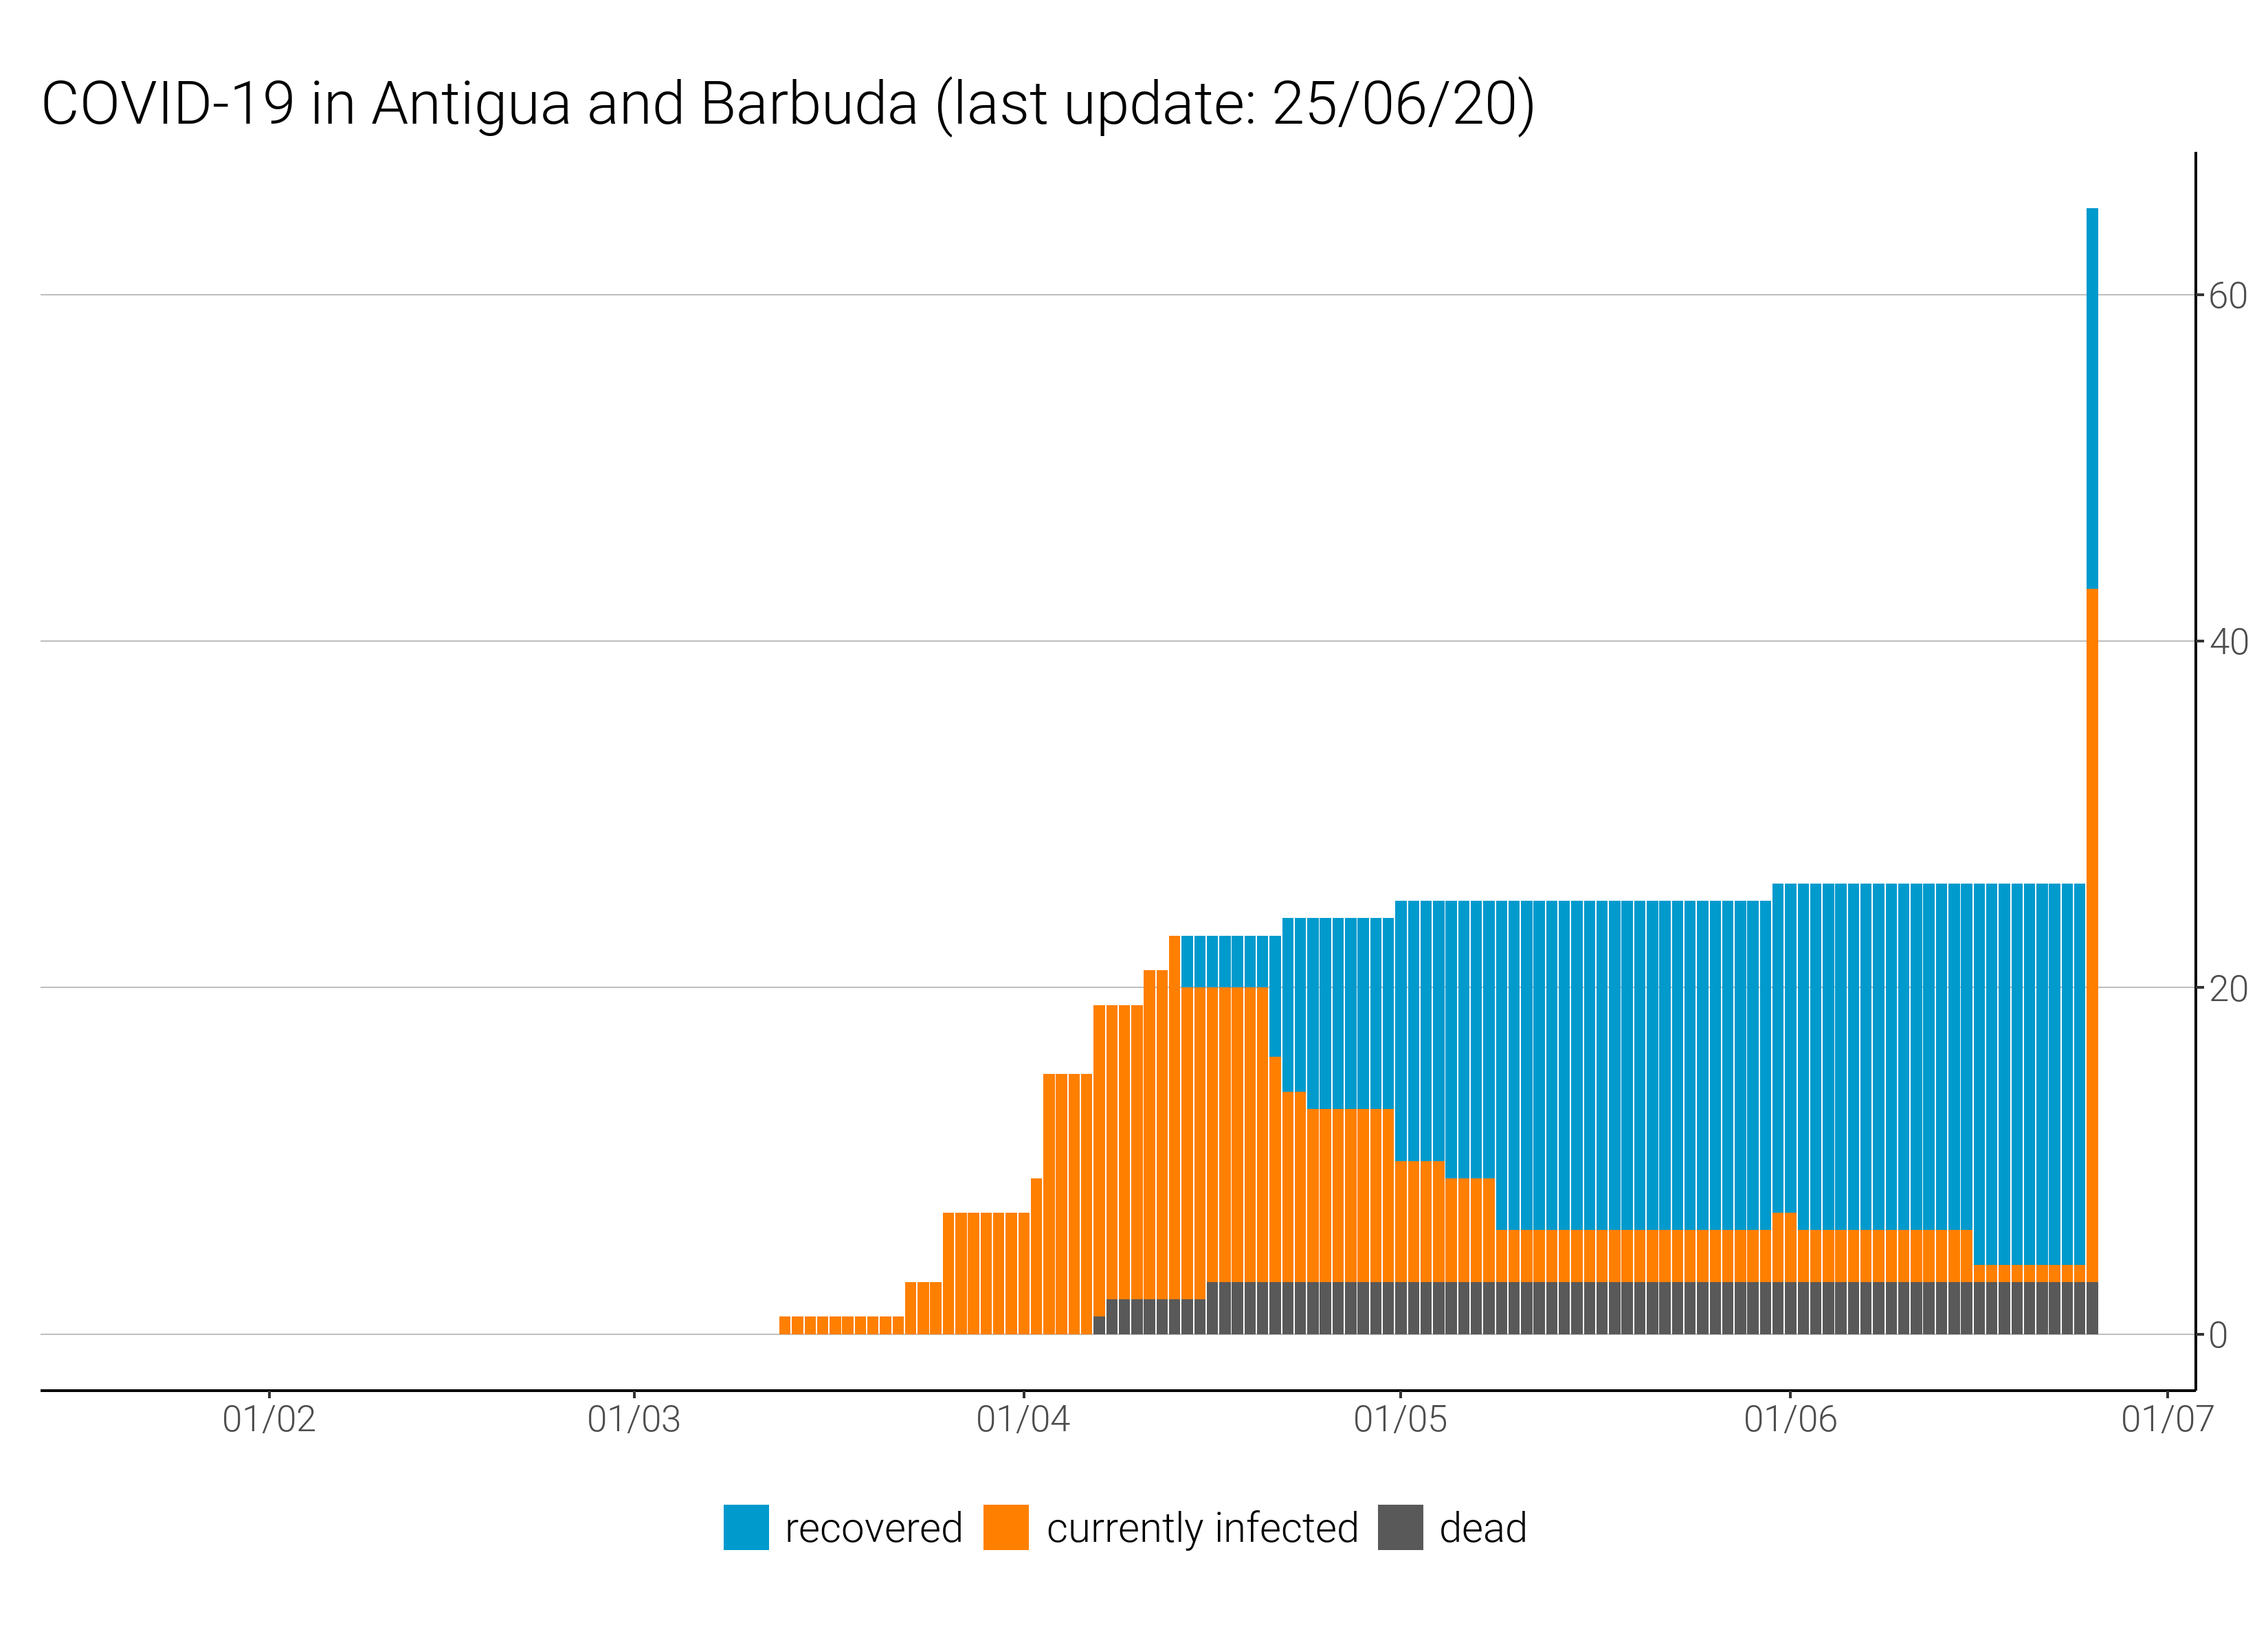 COVID-19 in Antigua and Barbuda (last update: 25/06/20)
60
40
20
0
01/02 01/03 01/04 01/05 01/06 01/07
recovered currently infected dead